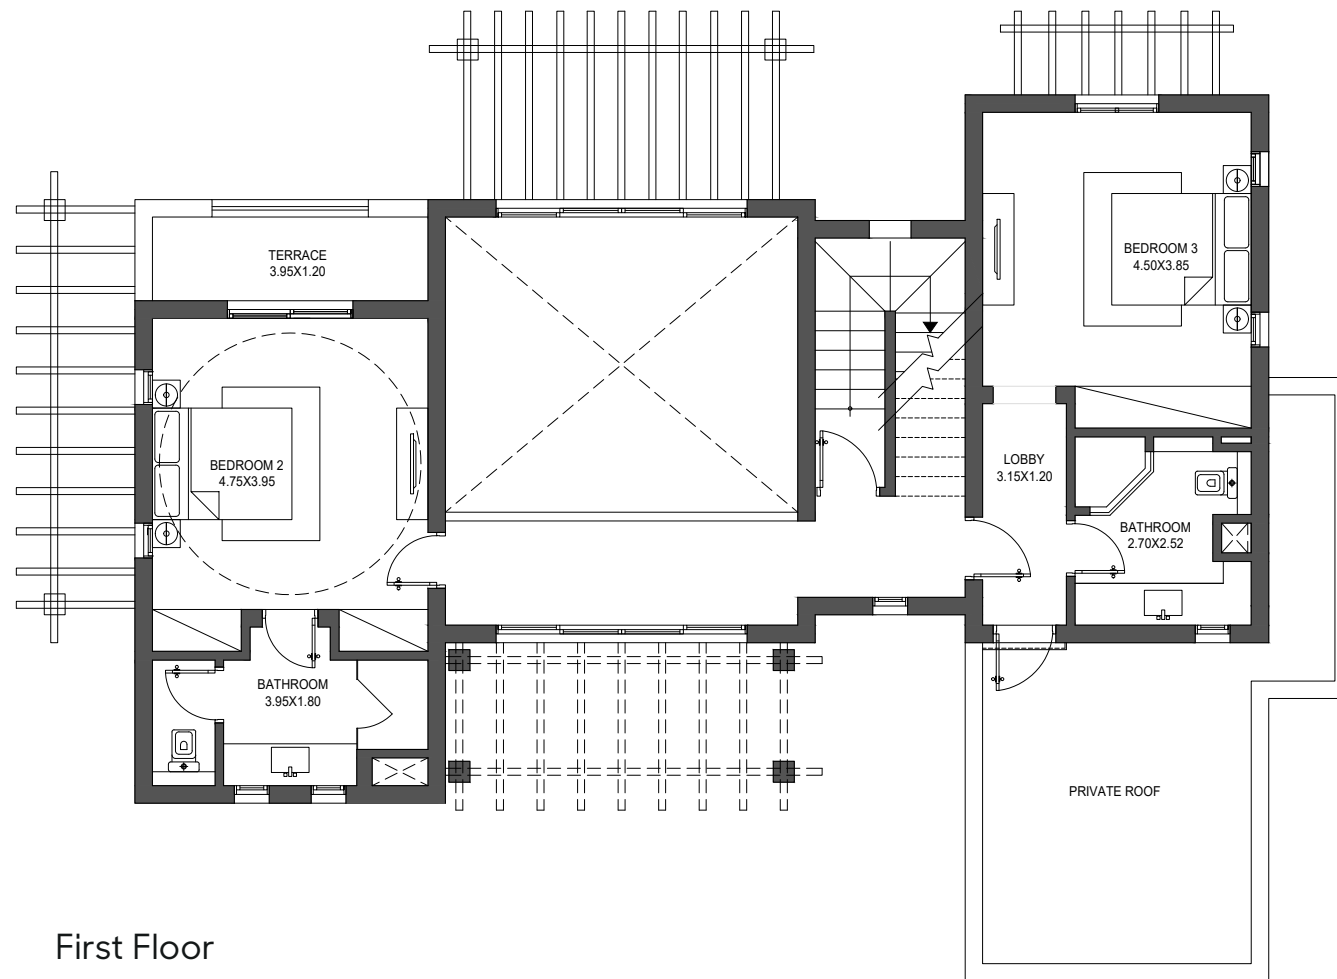 TERRACE
3.95X1.20
BEDROOM 3
4.50X3.85
BEDROOM 2
4.75X3.95
LOBBY
3.15X1.20
BATHROOM
2.70X2.52
BATHROOM
3.95X1.80
PRIVATE ROOF
First Floor